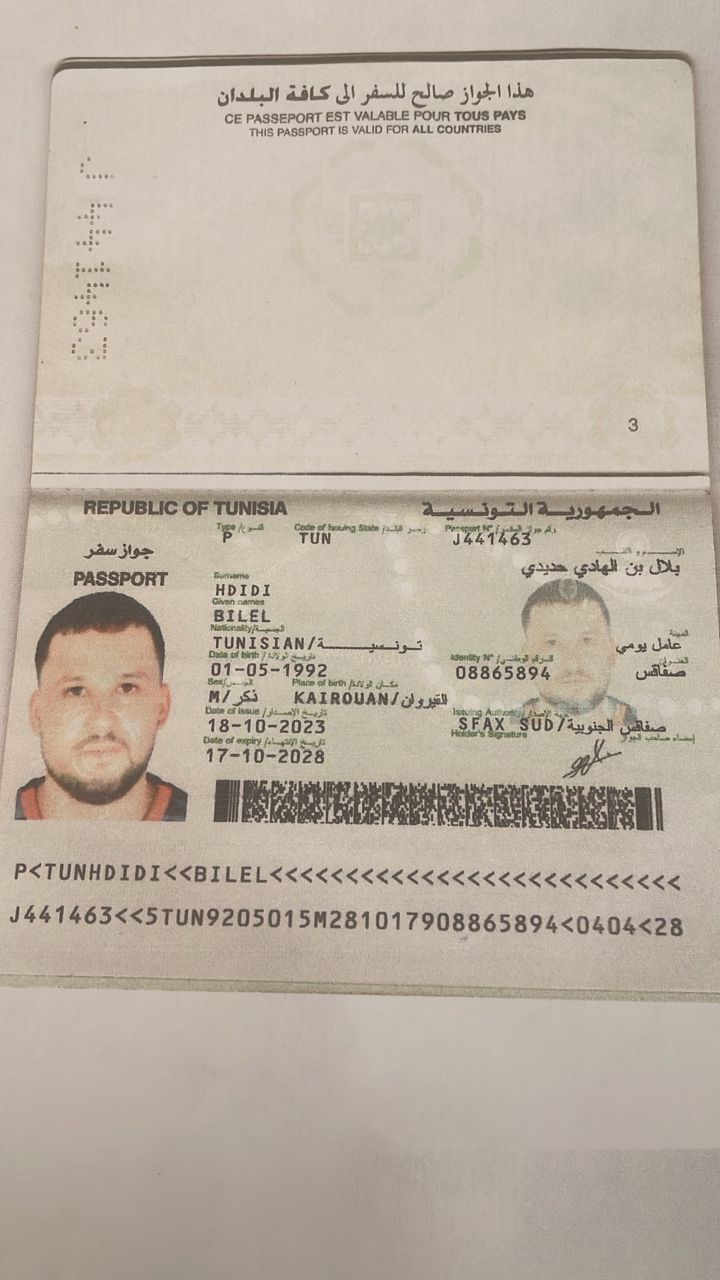 هذا الجواز صالح للسفر الى كافة البلدان
CE PASSEPORT EST VALABLE POUR TOUS PAYS
THIS PASSPORT IS VALID FOR ALL COUNTRIES
J441463
3
REPUBLIC OF TUNISIA الجمهورية التونسية
Type / النوع Code of Issuing State / رمز البلد Passport N° / رقم جواز السفر
P TUN J441463
جواز سفر
PASSPORT
الإسم و اللقب
بلال بن الهادي حديدي
Surname
HDIDI
Given names
BILEL
Nationality/الجنسية
TUNISIAN/تونسية
المهنة
عامل يومي
Date of birth / تاريخ الولادة Identity N° / الرقم الوطني العنوان
01-05-1992 08865894 صفاقس
Sex/الجنس Place of birth / مكان الولادة
M/ذكر KAIROUAN/القيروان
Date of issue / تاريخ الإصدار Issuing Authority
18-10-2023 SFAX SUD/صفاقس الجنوبية
Date of expiry / تاريخ الإنتهاء Holder's Signature إمضاء صاحب الجواز
17-10-2028
P<TUNHDIDI<<BILEL<<<<<<<<<<<<<<<<<<<<<<<<<<<
J441463<<5TUN9205015M281017908865894<0404<28